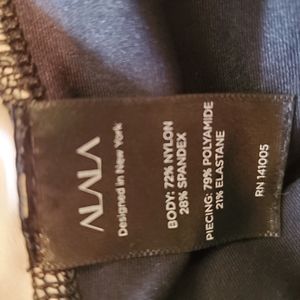 ALALA
Designed in New York
BODY: 72% NYLON
28% SPANDEX
PIECING: 79% POLYAMIDE
21% ELASTANE
RN 141005